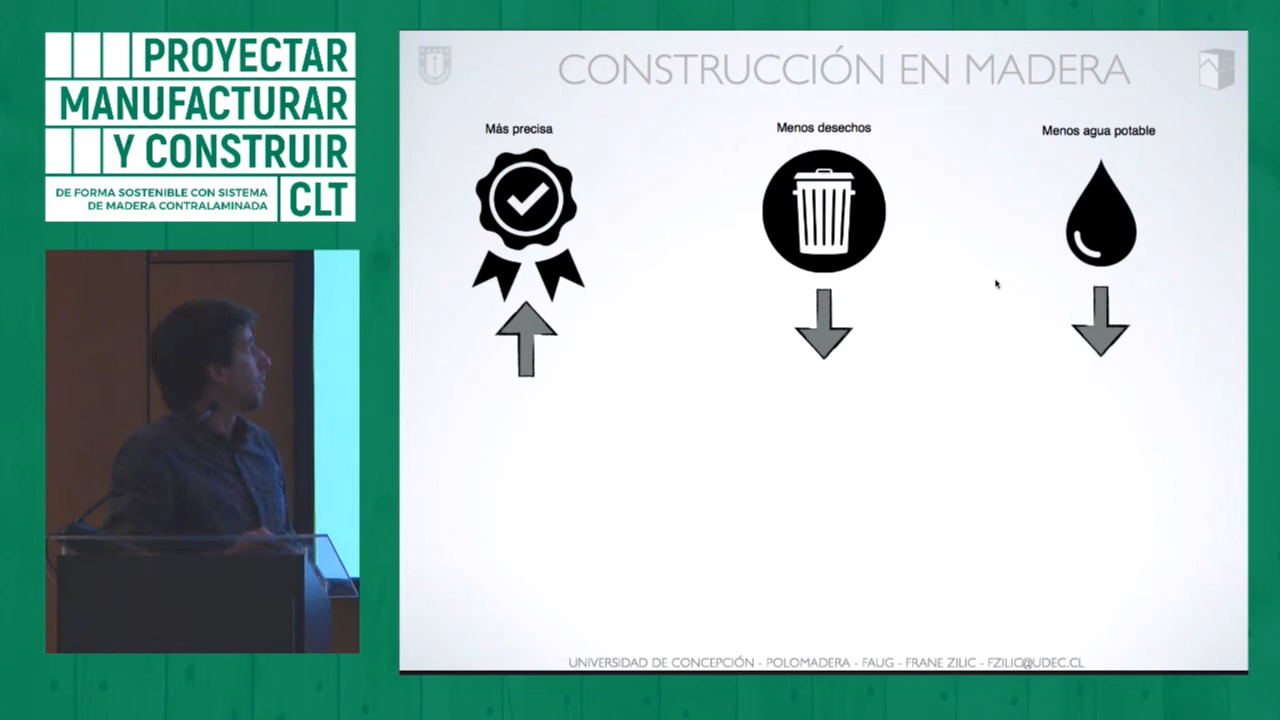 PROYECTAR
MANUFACTURAR
Y CONSTRUIR
DE FORMA SOSTENIBLE CON SISTEMA
DE MADERA CONTRALAMINADA
CLT
CONSTRUCCIÓN EN MADERA
Más precisa
Menos desechos
Menos agua potable
UNIVERSIDAD DE CONCEPCIÓN - POLOMADERA - FAUG - FRANE ZILIC - FZILIC@UDEC.CL